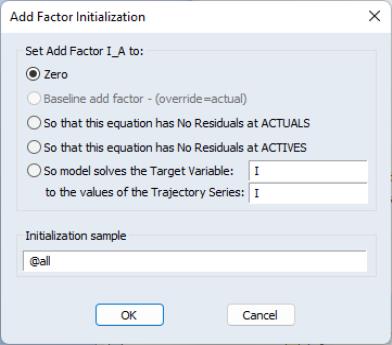 Add Factor Initialization
Set Add Factor I_A to:
Zero
Baseline add factor - (override=actual)
So that this equation has No Residuals at ACTUALS
So that this equation has No Residuals at ACTIVES
So model solves the Target Variable: I
to the values of the Trajectory Series: I
Initialization sample
@all
OK Cancel